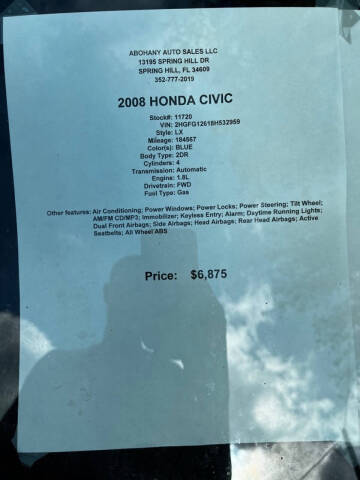 ABOHANY AUTO SALES LLC
13195 SPRING HILL DR
SPRING HILL, FL 34609
352-777-2019
2008 HONDA CIVIC
Stock#: 11720
VIN: 2HGFG12618H532959
Style: LX
Mileage: 184567
Color(s): BLUE
Body Type: 2DR
Cylinders: 4
Transmission: Automatic
Engine: 1.8L
Drivetrain: FWD
Fuel Type: Gas
Other features: Air Conditioning; Power Windows; Power Locks; Power Steering; Tilt Wheel;
AM/FM CD/MP3; Immobilizer; Keyless Entry; Alarm; Daytime Running Lights;
Dual Front Airbags; Side Airbags; Head Airbags; Rear Head Airbags; Active
Seatbelts; All Wheel ABS
Price: $6,875